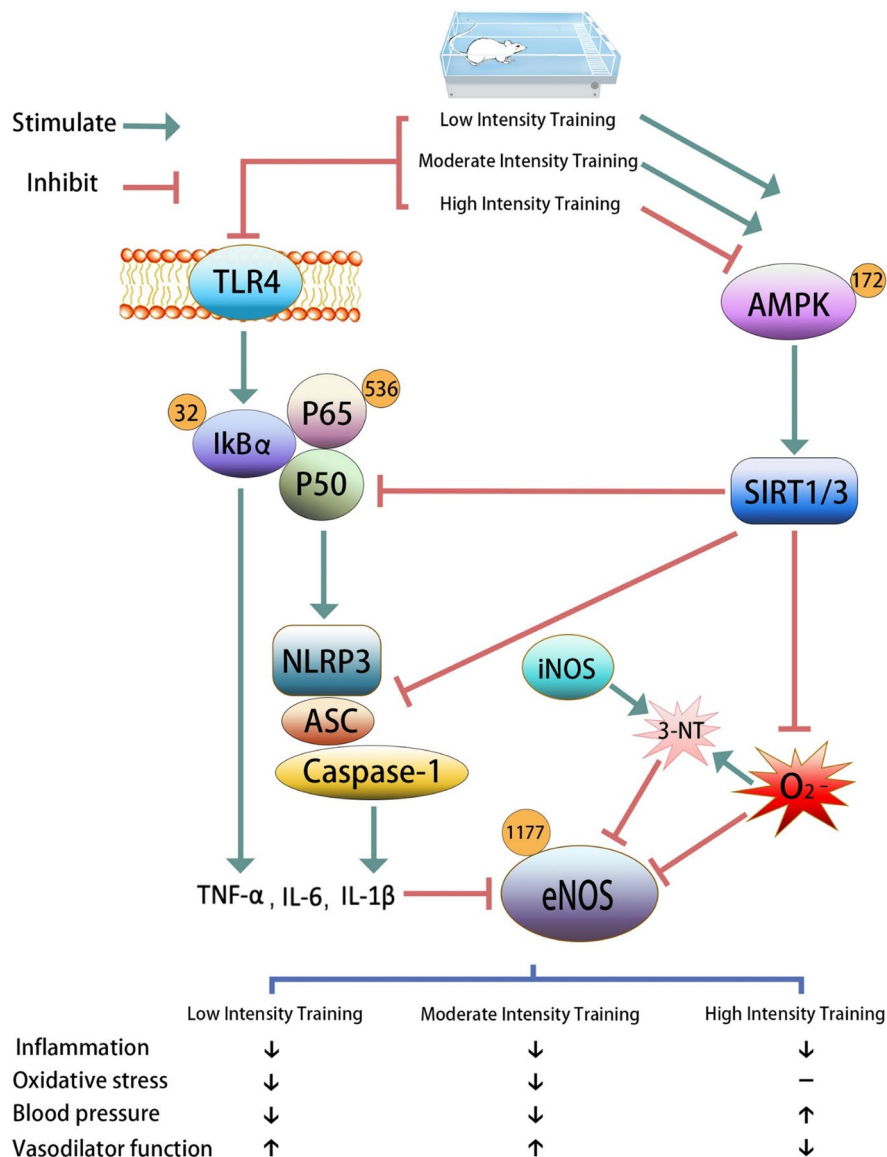 Stimulate
Inhibit
Low Intensity Training
Moderate Intensity Training
High Intensity Training
TLR4
AMPK
172
32
IkBα
P65
536
P50
SIRT1/3
NLRP3
ASC
Caspase-1
iNOS
3-NT
O2-
1177
eNOS
TNF-α , IL-6, IL-1β
Low Intensity Training Moderate Intensity Training High Intensity Training
Inflammation ↓ ↓ ↓
Oxidative stress ↓ ↓ –
Blood pressure ↓ ↓ ↑
Vasodilator function ↑ ↑ ↓